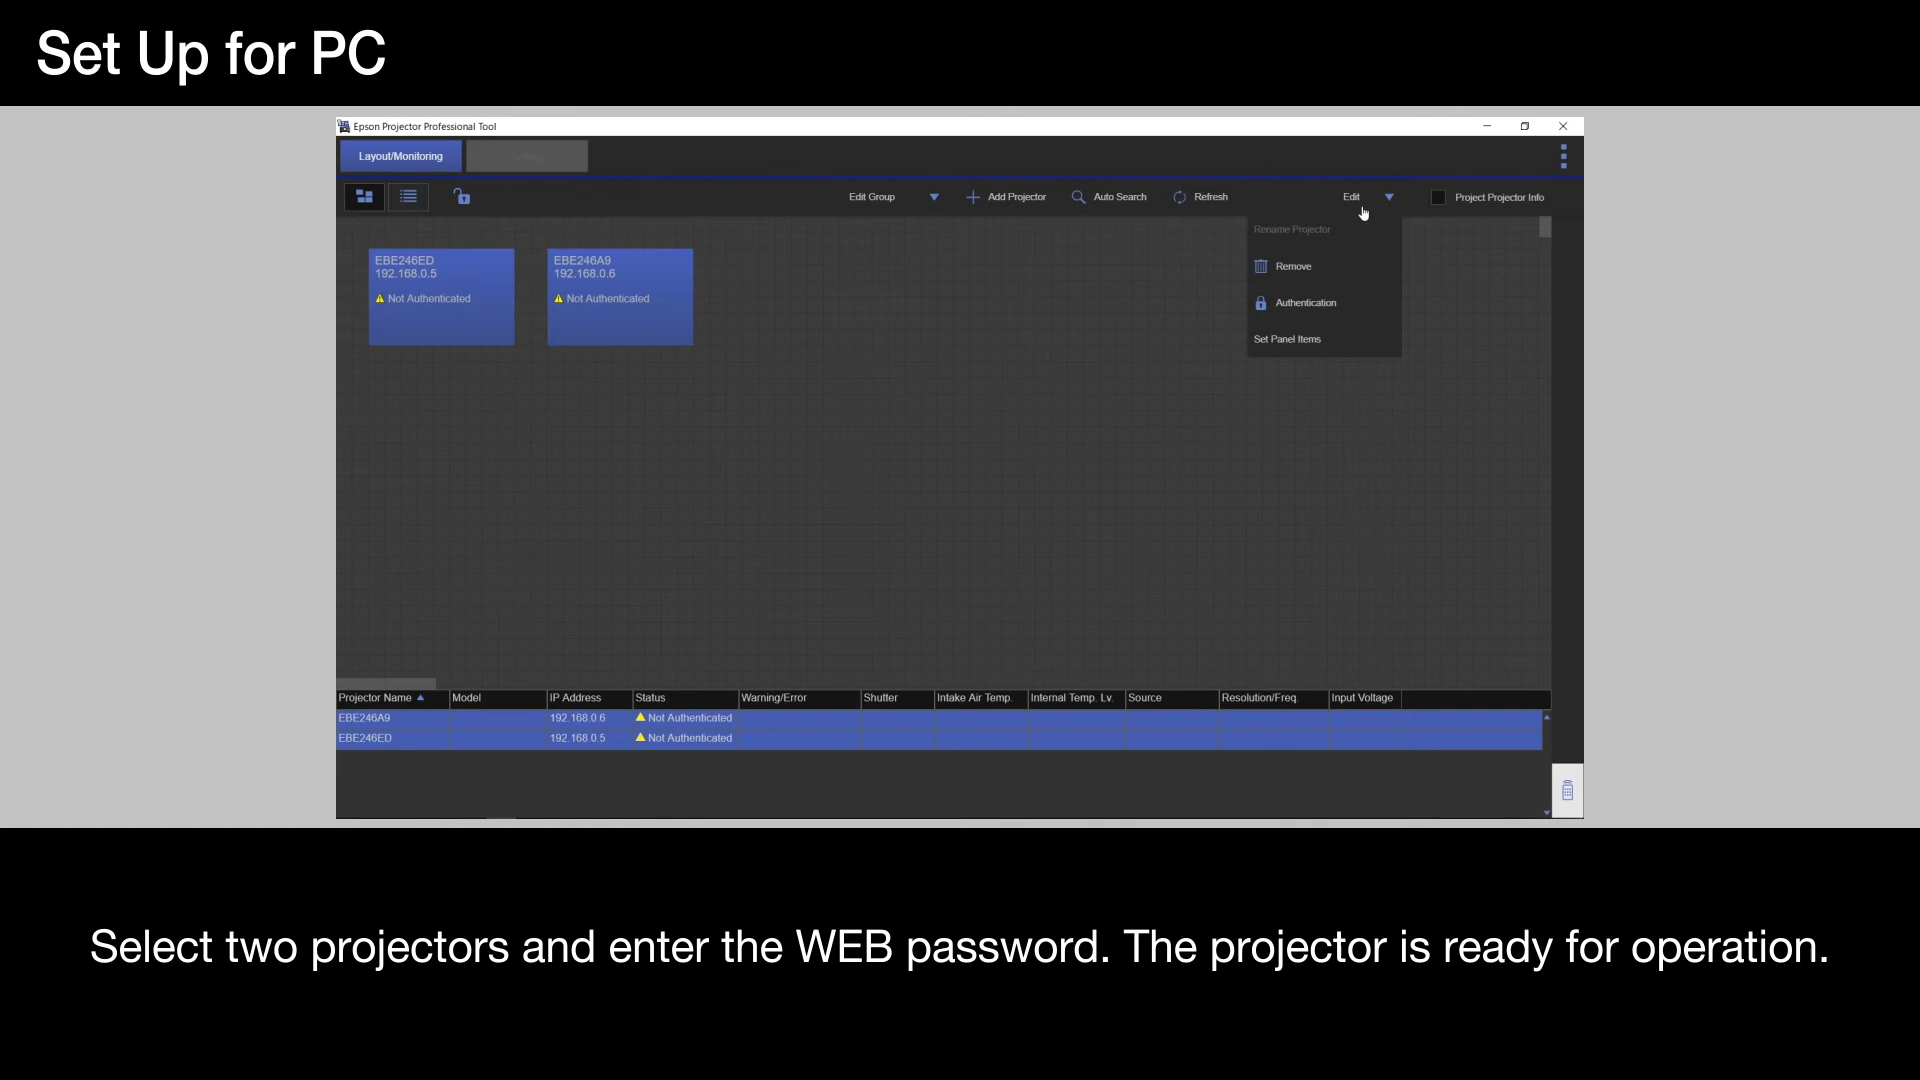 Set Up for PC
Epson Projector Professional Tool
Layout/Monitoring
Edit Group
Add Projector
Auto Search
Refresh
Edit
Project Projector Info
Rename Projector
Remove
Authentication
Set Panel Items
EBE246ED
192.168.0.5
Not Authenticated
EBE246A9
192.168.0.6
Not Authenticated
Projector Name Model IP Address Status Warning/Error Shutter Intake Air Temp. Internal Temp. Lv. Source Resolution/Freq. Input Voltage
EBE246A9 192.168.0.6 Not Authenticated
EBE246ED 192.168.0.5 Not Authenticated
Select two projectors and enter the WEB password. The projector is ready for operation.